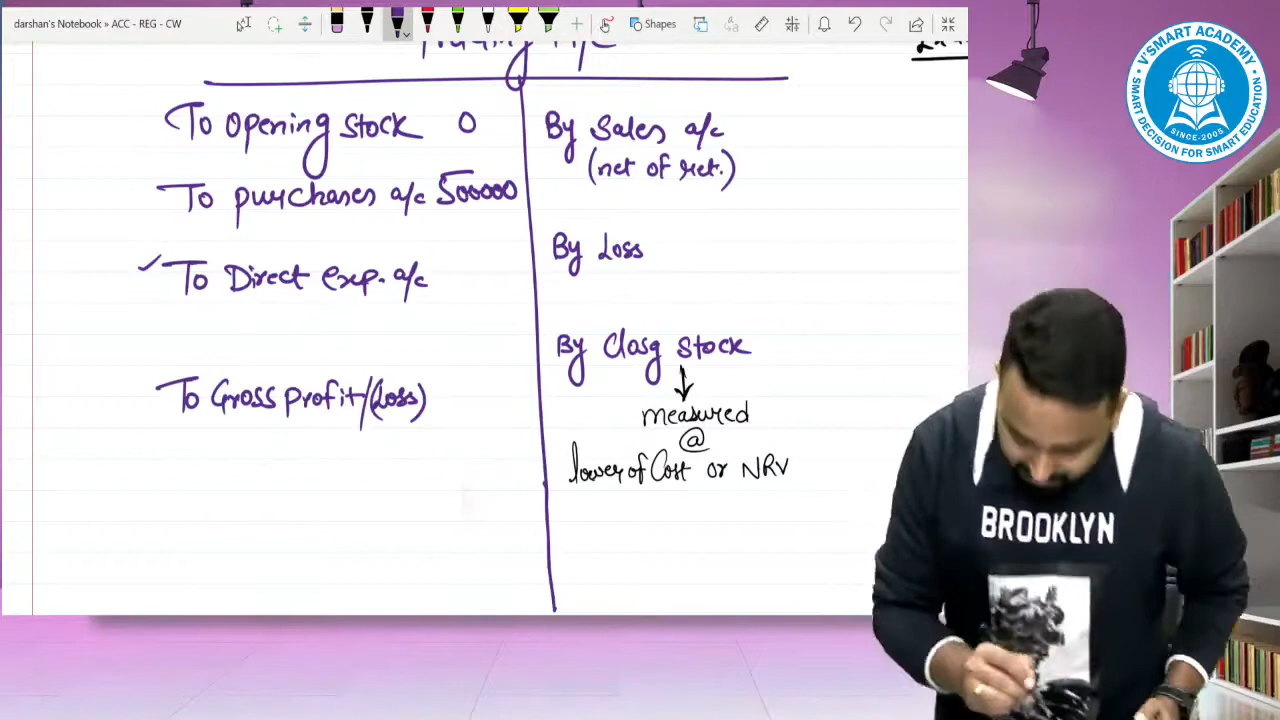 darshan's Notebook » ACC - REG - CW
Shapes
Trading A/c
To opening stock 0
To purchases a/c 500000
✓ To Direct exp. a/c
To Gross profit/(Loss)
By Sales a/c
(net of ret.)
By Loss
By Closg stock
↓
measured
@
lower of Cost or NRV
V'SMART ACADEMY
SMART DECISION FOR SMART EDUCATION
SINCE-2005
BROOKLYN